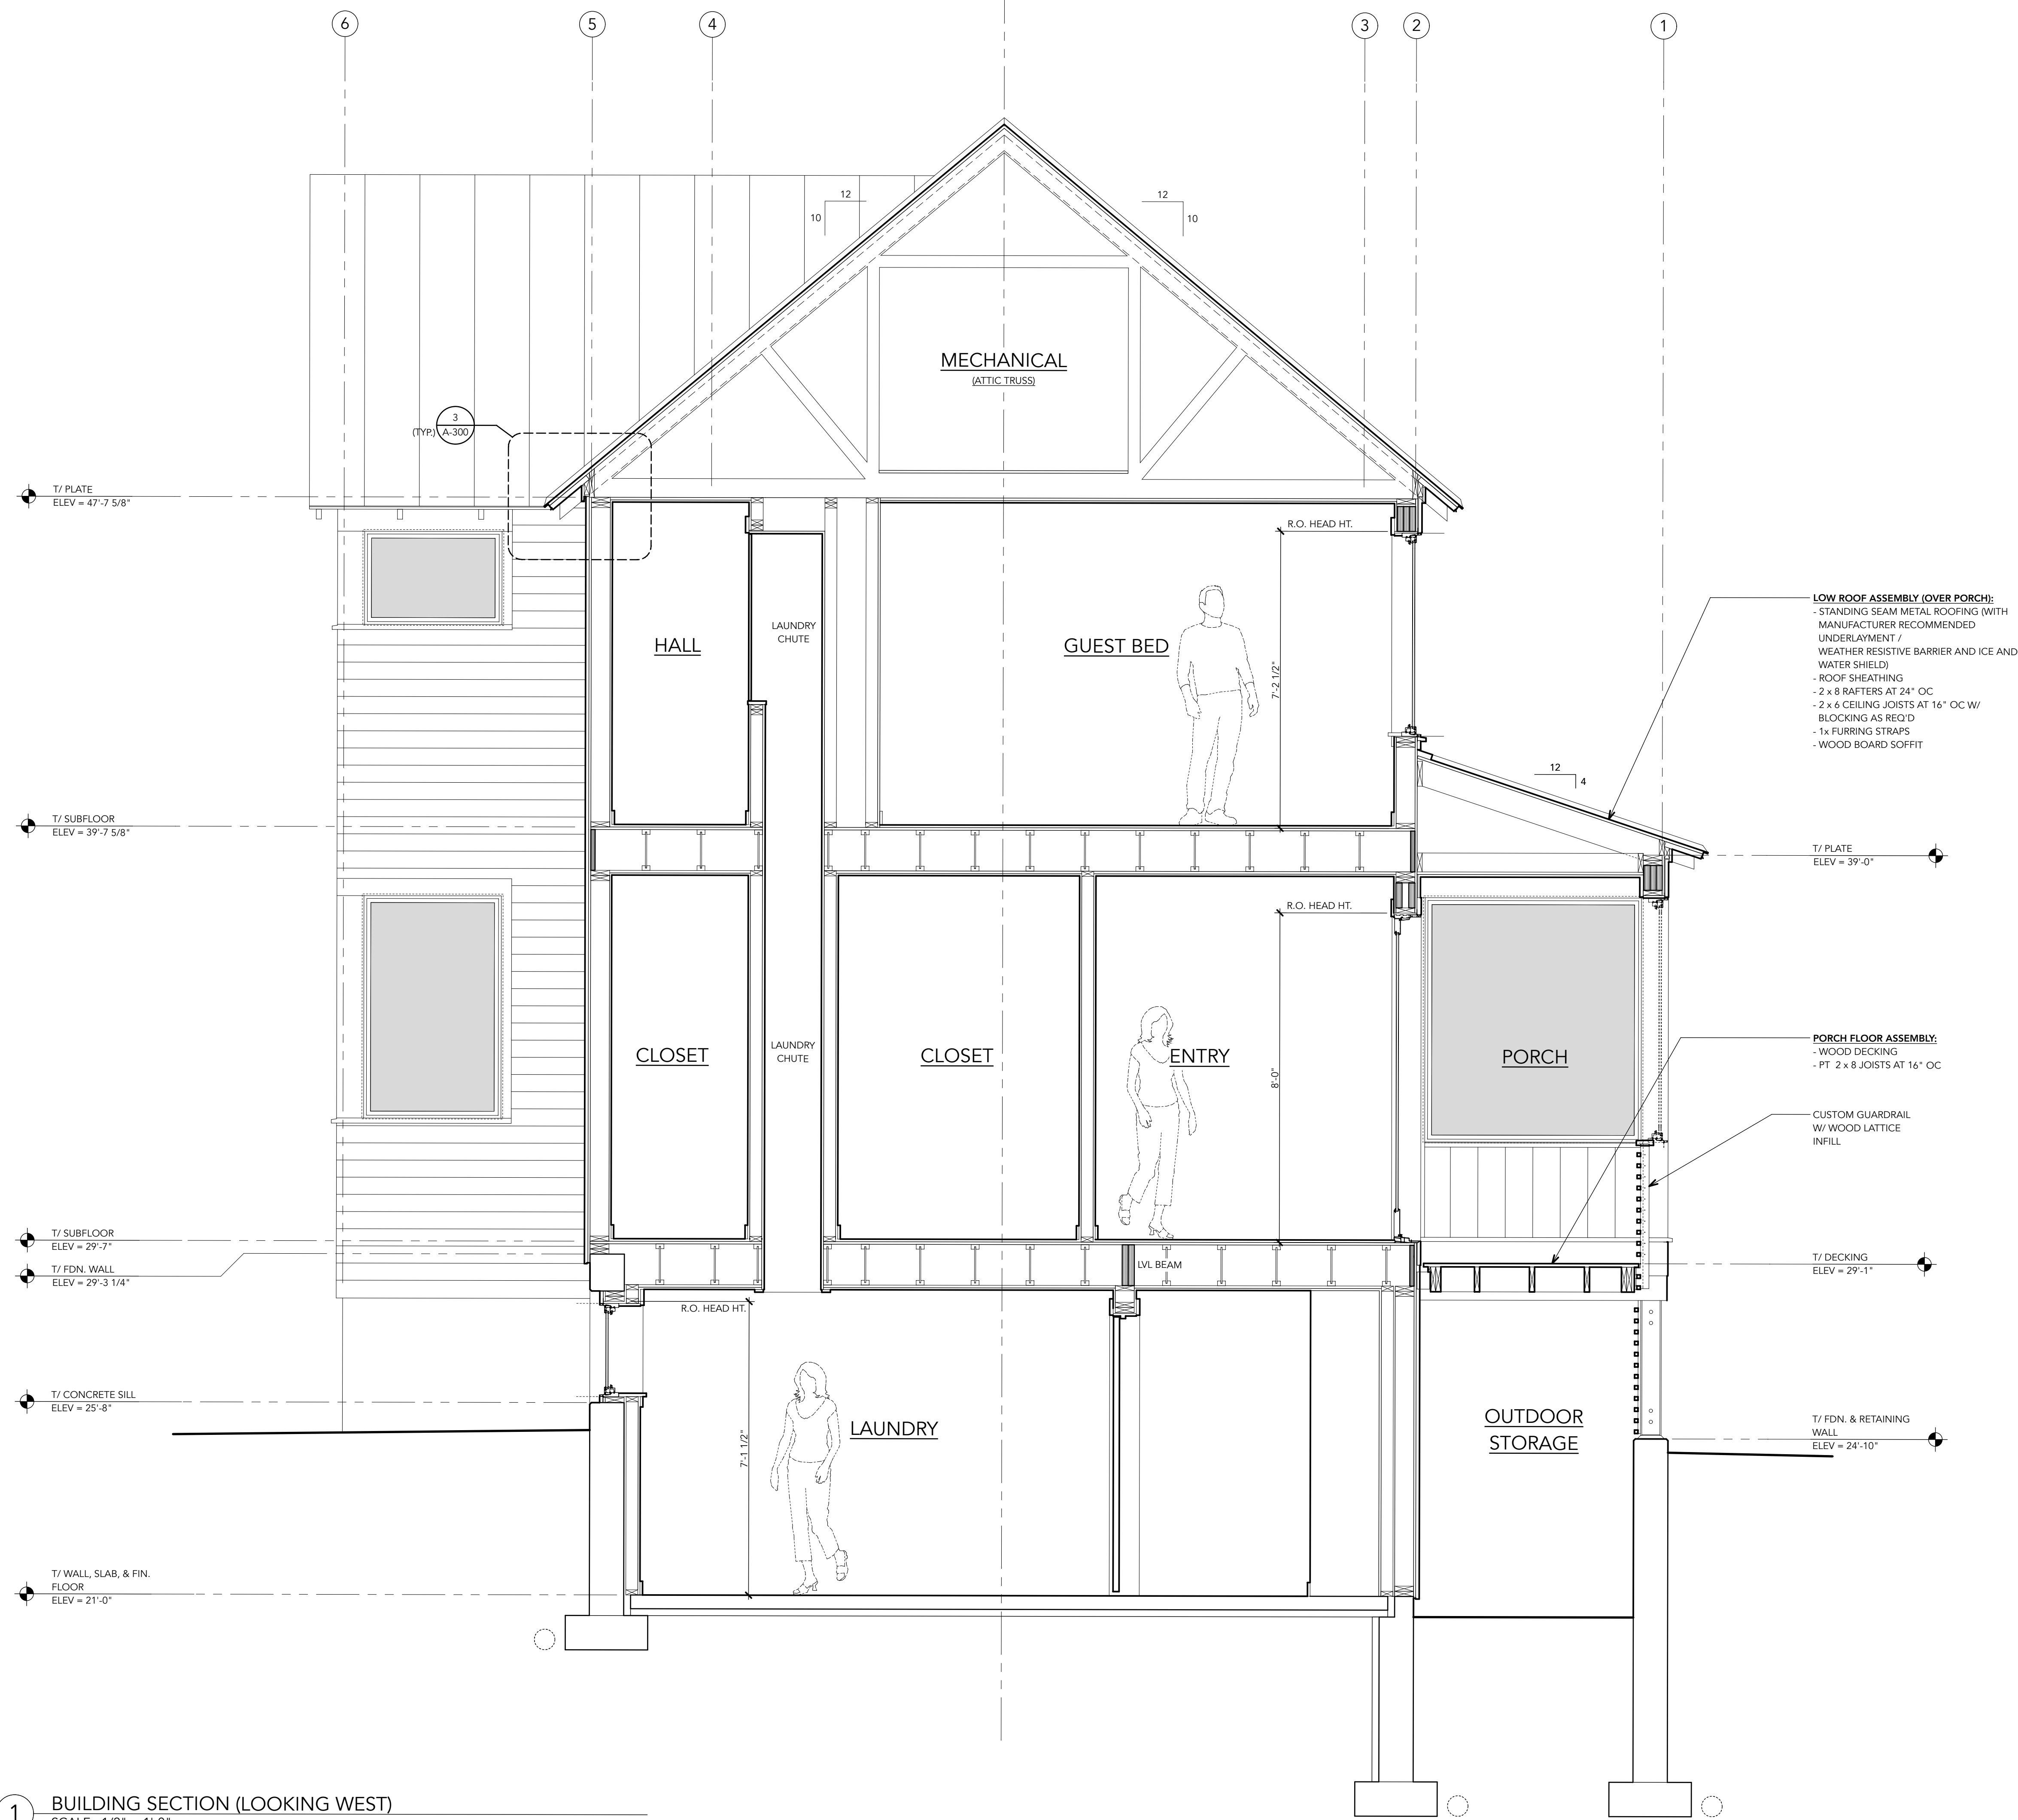 6
5
4
3
2
1
12
10
12
10
MECHANICAL
(ATTIC TRUSS)
3
(TYP.)
A-300
T/ PLATE
ELEV = 47'-7 5/8"
R.O. HEAD HT.
LAUNDRY
CHUTE
HALL
GUEST BED
7'-2 1/2"
LOW ROOF ASSEMBLY (OVER PORCH):
- STANDING SEAM METAL ROOFING (WITH
MANUFACTURER RECOMMENDED
UNDERLAYMENT /
WEATHER RESISTIVE BARRIER AND ICE AND
WATER SHIELD)
- ROOF SHEATHING
- 2 x 8 RAFTERS AT 24" OC
- 2 x 6 CEILING JOISTS AT 16" OC W/
BLOCKING AS REQ'D
- 1x FURRING STRAPS
- WOOD BOARD SOFFIT
12
4
T/ SUBFLOOR
ELEV = 39'-7 5/8"
T/ PLATE
ELEV = 39'-0"
R.O. HEAD HT.
CLOSET
LAUNDRY
CHUTE
CLOSET
ENTRY
8'-0"
PORCH
PORCH FLOOR ASSEMBLY:
- WOOD DECKING
- PT 2 x 8 JOISTS AT 16" OC
CUSTOM GUARDRAIL
W/ WOOD LATTICE
INFILL
T/ SUBFLOOR
ELEV = 29'-7"
T/ FDN. WALL
ELEV = 29'-3 1/4"
LVL BEAM
T/ DECKING
ELEV = 29'-1"
R.O. HEAD HT.
T/ CONCRETE SILL
ELEV = 25'-8"
LAUNDRY
7'-1 1/2"
OUTDOOR
STORAGE
T/ FDN. & RETAINING
WALL
ELEV = 24'-10"
T/ WALL, SLAB, & FIN.
FLOOR
ELEV = 21'-0"
1
BUILDING SECTION (LOOKING WEST)